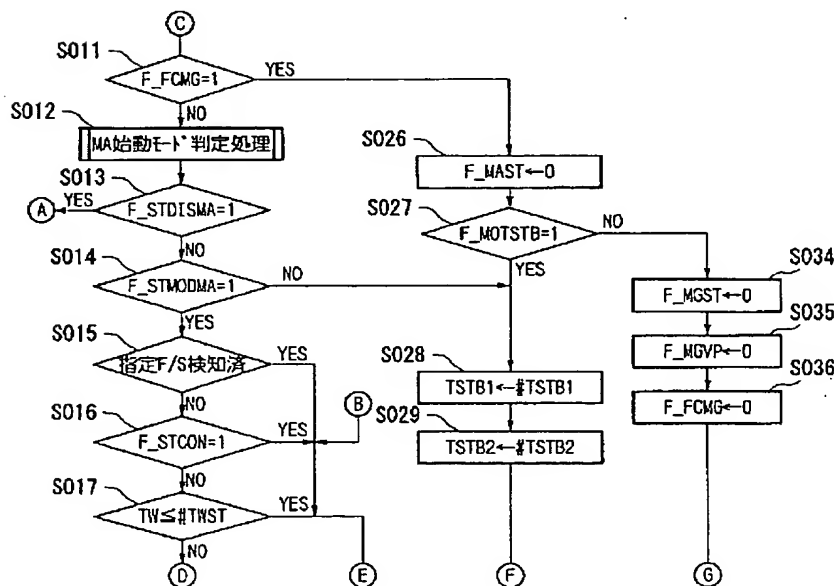 C
S011
F_FCMG=1
YES
NO
S012
MA始動モード判定処理
S026
F_MAST←0
S013
YES
A
F_STDISMA=1
NO
S027
F_MOTSTB=1
NO
YES
S014
F_STMODMA=1
NO
YES
S034
F_MGST←0
S035
F_MGVP←0
S036
F_FCMG←0
S015
指定F/S検知済
YES
NO
S028
TSTB1←#TSTB1
B
S016
F_STCON=1
YES
NO
S029
TSTB2←#TSTB2
S017
TW≤#TWST
YES
NO
D
E
F
G